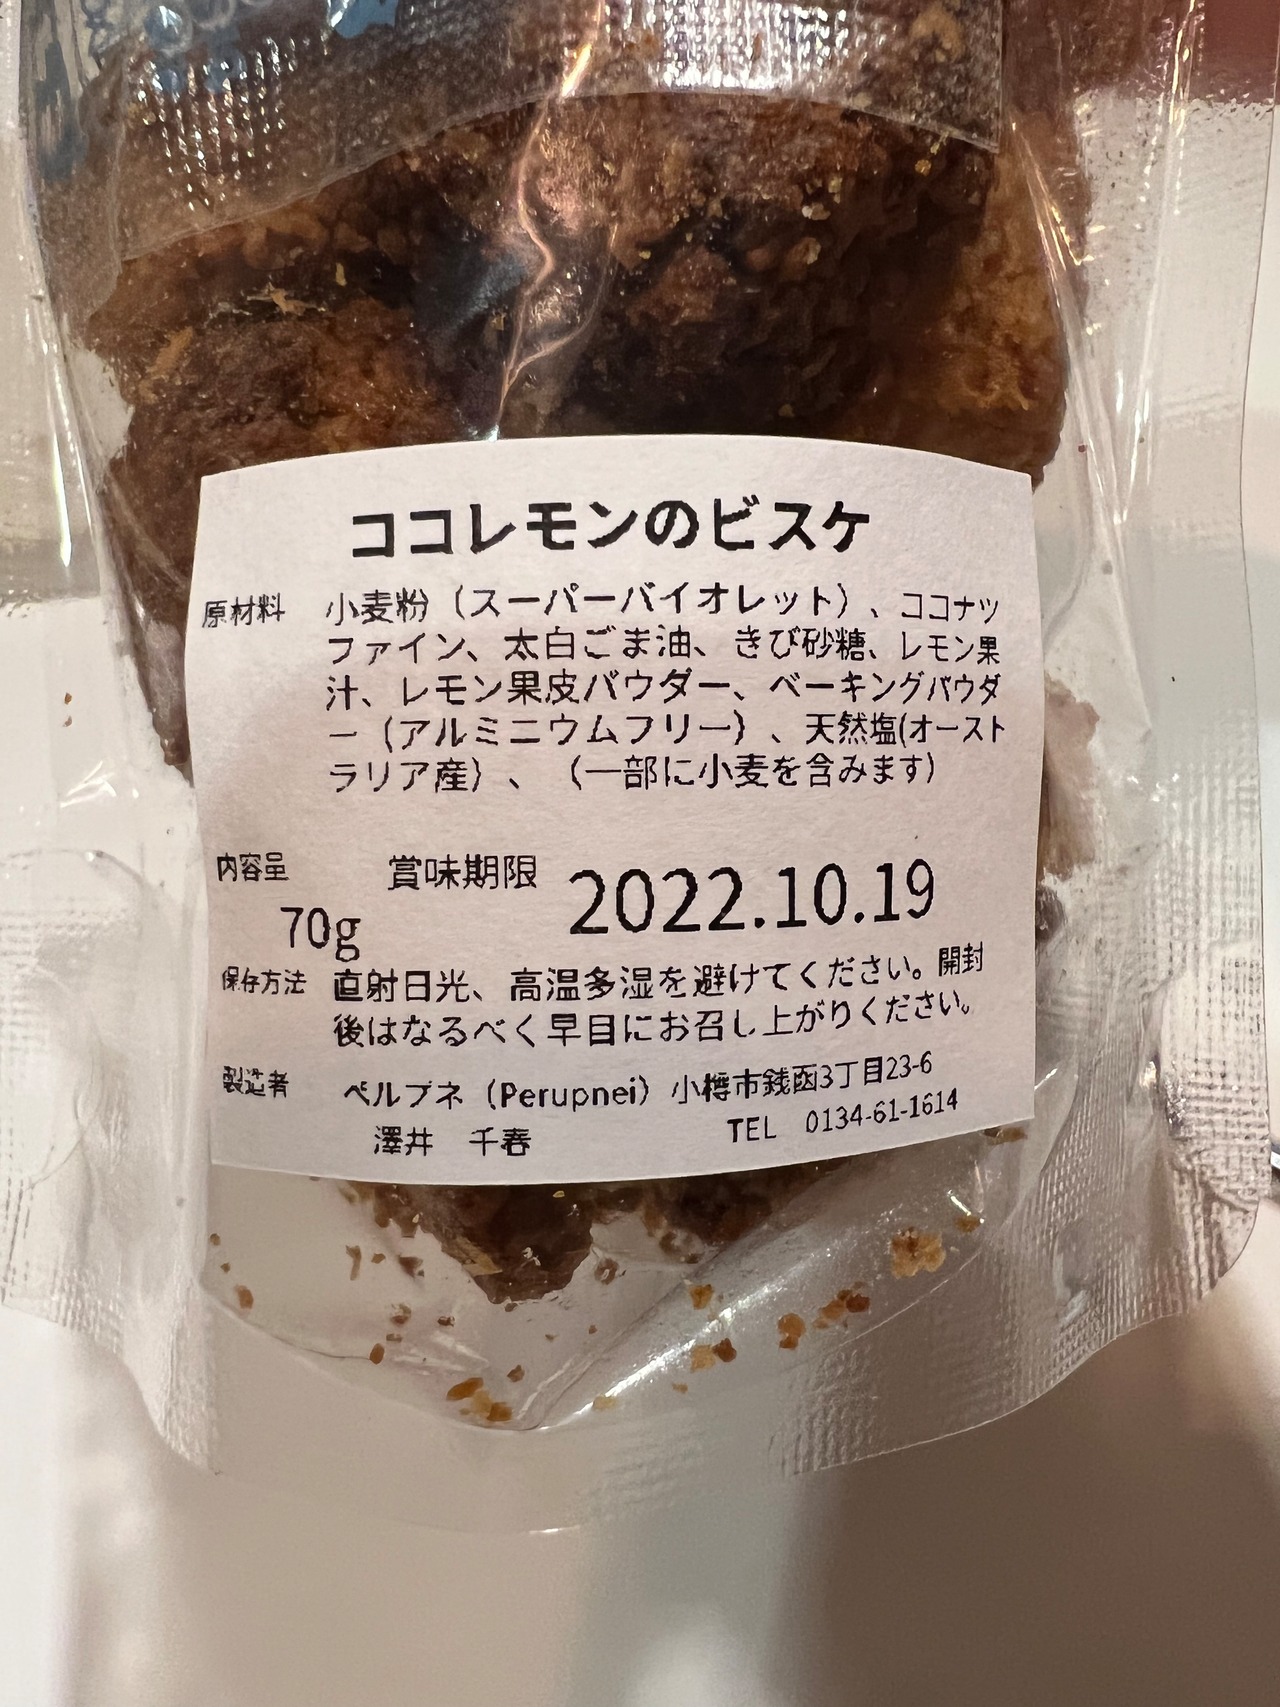 ココレモンのビスケ
原材料 小麦粉（スーパーバイオレット）、ココナツ
ファイン、太白ごま油、きび砂糖、レモン果
汁、レモン果皮パウダー、ベーキングパウダ
ー（アルミニウムフリー）、天然塩(オースト
ラリア産）、（一部に小麦を含みます）
内容量 賞味期限 2022.10.19
70g
保存方法 直射日光、高温多湿を避けてください。開封
後はなるべく早目にお召し上がりください。
製造者 ペルプネ（Perupnei）小樽市銭函3丁目23-6
澤井 千春 TEL 0134-61-1614